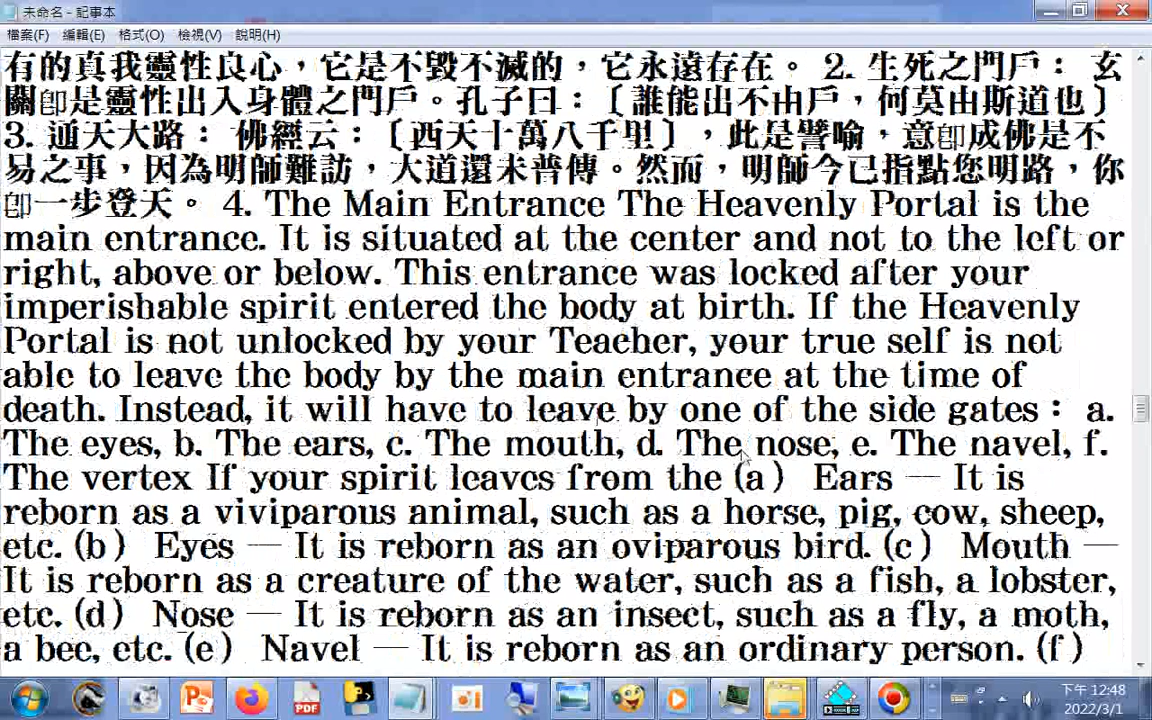 未命名 - 記事本
檔案(F) 編輯(E) 格式(O) 檢視(V) 說明(H)
有的真我靈性良心，它是不毀不滅的，它永遠存在。 2. 生死之門戶： 玄
關即是靈性出入身體之門戶。孔子曰：〔誰能出不由戶，何莫由斯道也〕
3. 通天大路： 佛經云：〔西天十萬八千里〕，此是譬喻，意即成佛是不
易之事，因為明師難訪，大道還未普傳。然而，明師今已指點您明路，你
即一步登天。 4. The Main Entrance The Heavenly Portal is the
main entrance. It is situated at the center and not to the left or
right, above or below. This entrance was locked after your
imperishable spirit entered the body at birth. If the Heavenly
Portal is not unlocked by your Teacher, your true self is not
able to leave the body by the main entrance at the time of
death. Instead, it will have to leave by one of the side gates： a.
The eyes, b. The ears, c. The mouth, d. The nose, e. The navel, f.
The vertex If your spirit leaves from the (a） Ears — It is
reborn as a viviparous animal, such as a horse, pig, cow, sheep,
etc. (b） Eyes — It is reborn as an oviparous bird. (c） Mouth —
It is reborn as a creature of the water, such as a fish, a lobster,
etc. (d） Nose — It is reborn as an insect, such as a fly, a moth,
a bee, etc. (e） Navel — It is reborn as an ordinary person. (f）
PDF
下午 12:48
2022/3/1